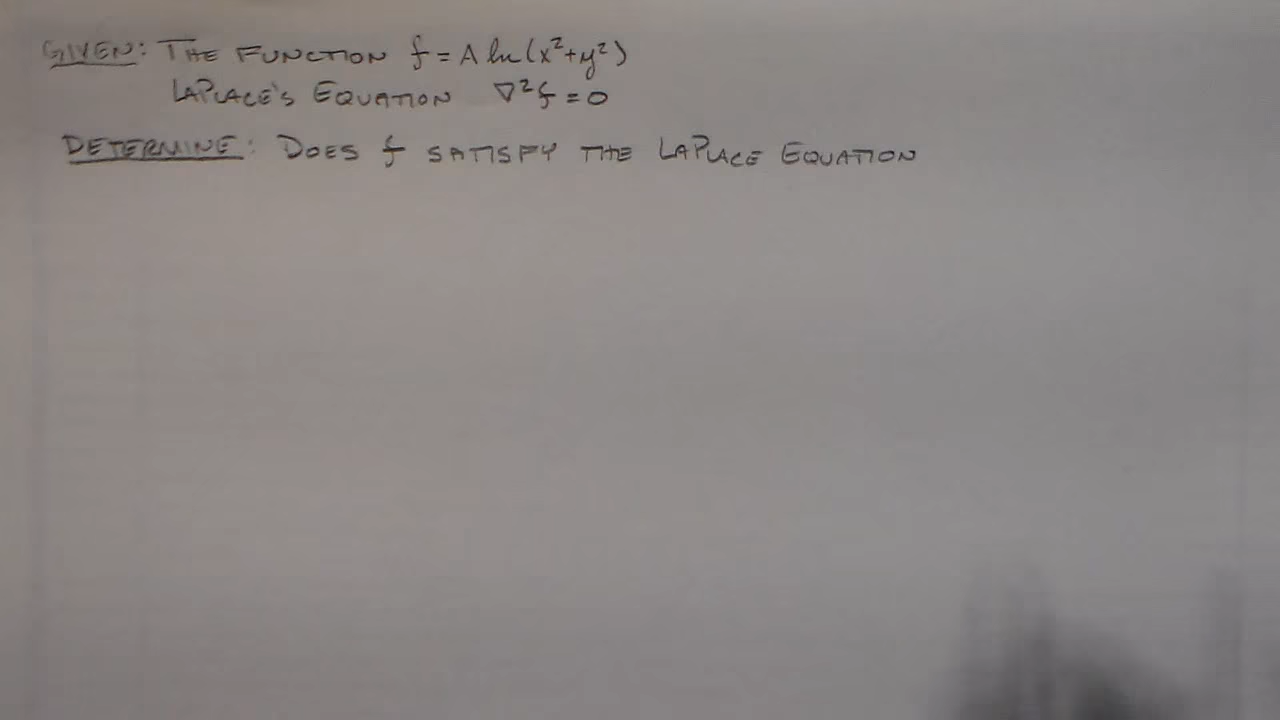 GIVEN: THE FUNCTION f = A ln(x²+y²)
LAPLACE'S EQUATION ∇²f = 0
DETERMINE: DOES f SATISFY THE LAPLACE EQUATION